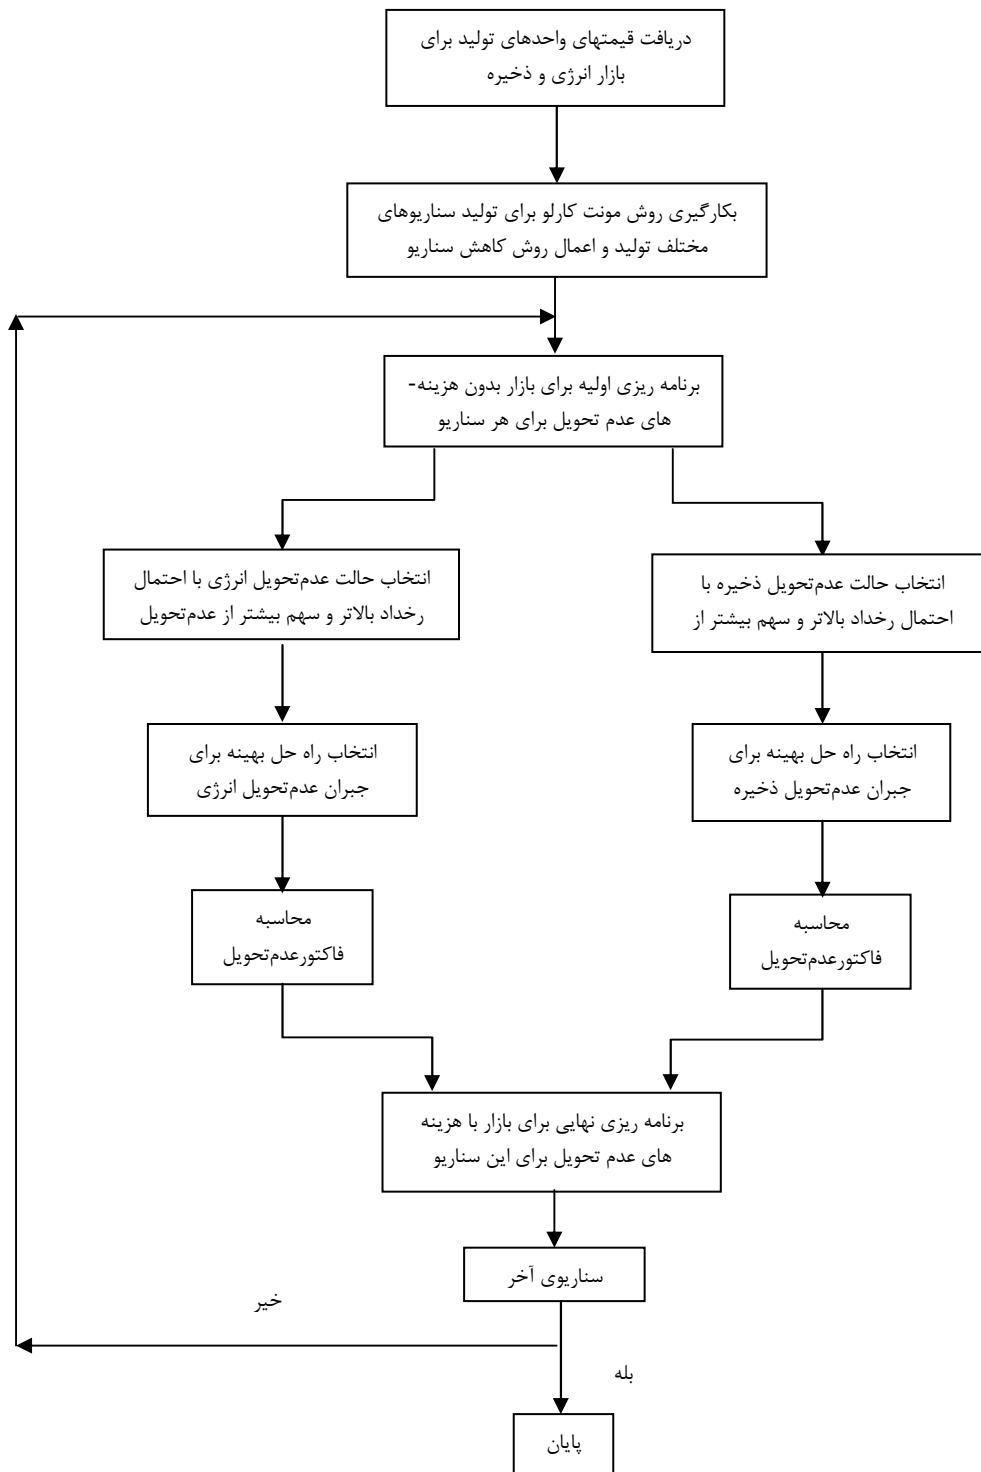 دریافت قیمتهای واحدهای تولید برای
بازار انرژی و ذخیره
بکارگیری روش مونت کارلو برای تولید سناریوهای
مختلف تولید و اعمال روش کاهش سناریو
برنامه ریزی اولیه برای بازار بدون هزینه-
های عدم تحویل برای هر سناریو
انتخاب حالت عدم‌تحویل ذخیره با
احتمال رخداد بالاتر و سهم بیشتر از
انتخاب حالت عدم‌تحویل انرژی با احتمال
رخداد بالاتر و سهم بیشتر از عدم‌تحویل
انتخاب راه حل بهینه برای
جبران عدم‌تحویل ذخیره
انتخاب راه حل بهینه برای
جبران عدم‌تحویل انرژی
محاسبه
فاکتورعدم‌تحویل
محاسبه
فاکتورعدم‌تحویل
برنامه ریزی نهایی برای بازار با هزینه
های عدم تحویل برای این سناریو
سناریوی آخر
خیر
بله
پایان